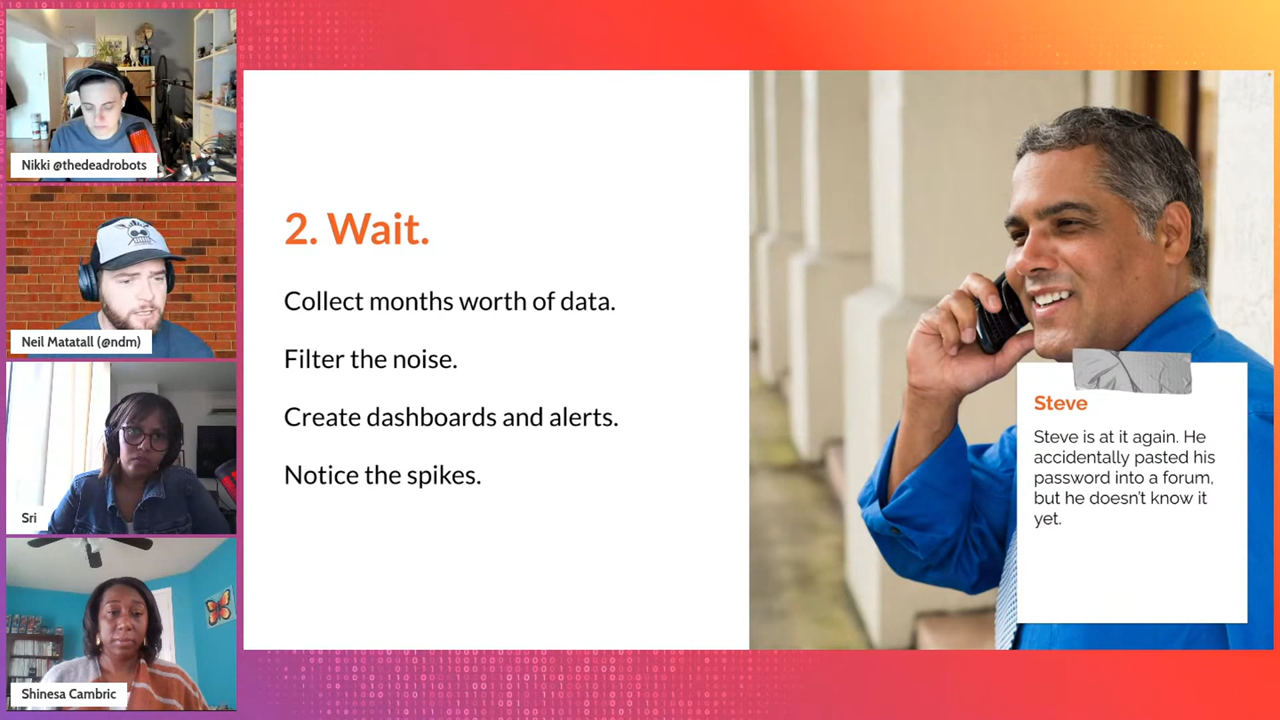 Nikki @thedeadrobots
Neil Matatall (@ndm)
Sri
Shinesa Cambric
2. Wait.
Collect months worth of data.
Filter the noise.
Create dashboards and alerts.
Notice the spikes.
Steve
Steve is at it again. He
accidentally pasted his
password into a forum,
but he doesn't know it
yet.